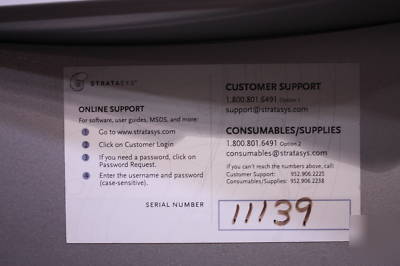 STRATASYS
ONLINE SUPPORT
For software, user guides, MSDS, and more:
1 Go to www.stratasys.com
2 Click on Customer Login
3 If you need a password, click on
Password Request.
4 Enter the username and password
(case-sensitive).
CUSTOMER SUPPORT
1.800.801.6491 Option 1
support@stratasys.com
CONSUMABLES/SUPPLIES
1.800.801.6491 Option 2
consumables@stratasys.com
If you can't reach the numbers above, call:
Customer Support: 952.906.2225
Consumables/Supplies: 952.906.2238
SERIAL NUMBER
11139